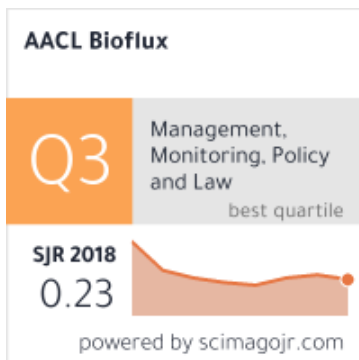 AACL Bioflux
Q3
Management,
Monitoring, Policy
and Law
best quartile
SJR 2018
0.23
powered by scimagojr.com